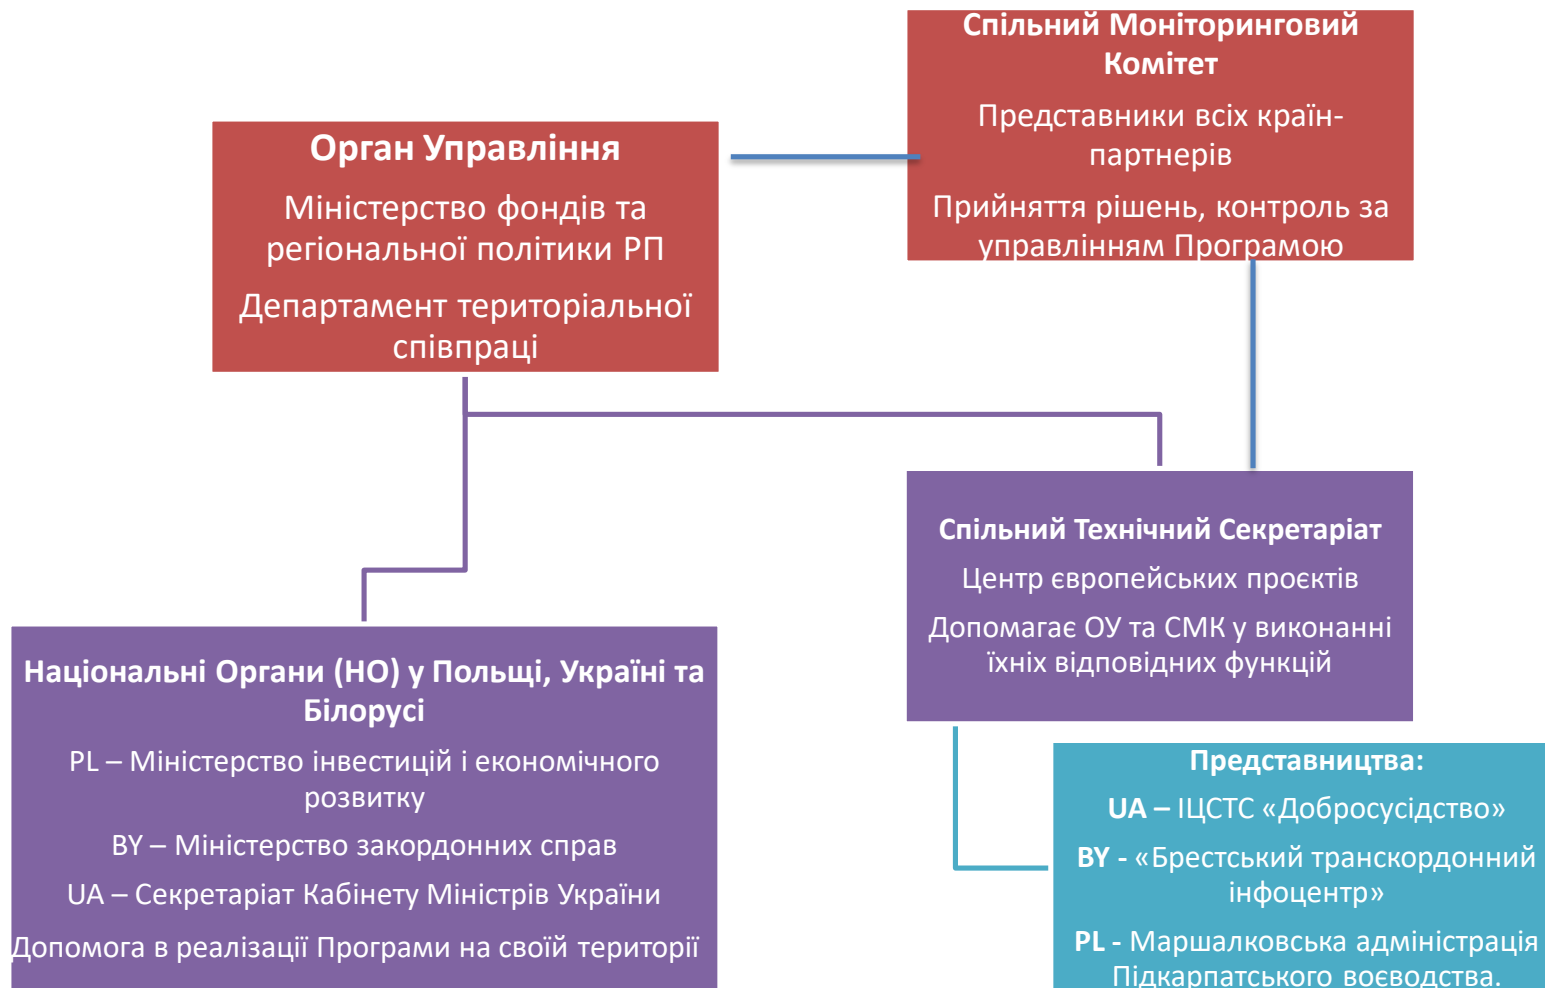 Спільний Моніторинговий
Комітет
Представники всіх країн-
партнерів
Прийняття рішень, контроль за
управлінням Програмою
Орган Управління
Міністерство фондів та
регіональної політики РП
Департамент територіальної
співпраці
Спільний Технічний Секретаріат
Центр європейських проєктів
Допомагає ОУ та СМК у виконанні
їхніх відповідних функцій
Національні Органи (НО) у Польщі, Україні та
Білорусі
PL – Міністерство інвестицій і економічного
розвитку
BY – Міністерство закордонних справ
UA – Секретаріат Кабінету Міністрів України
Допомога в реалізації Програми на своїй території
Представництва:
UA – ІЦСТС «Добросусідство»
BY - «Брестський транскордонний
інфоцентр»
PL - Маршалковська адміністрація
Підкарпатського воєводства.